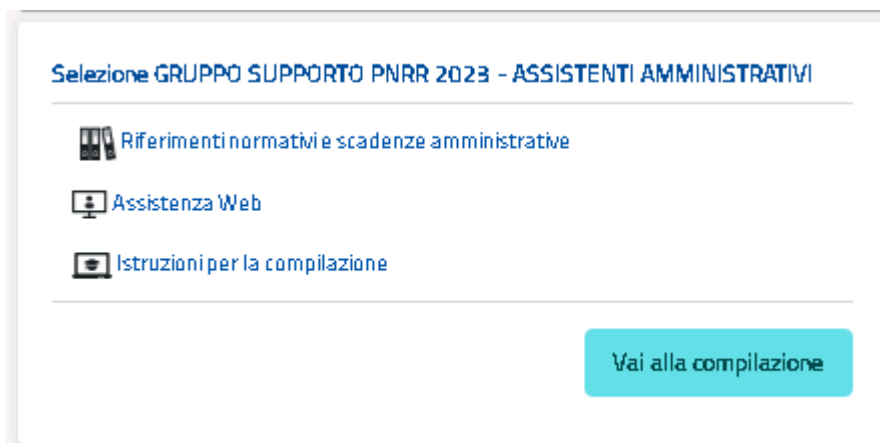 Selezione GRUPPO SUPPORTO PNRR 2023 - ASSISTENTI AMMINISTRATIVI
Riferimenti normativi e scadenze amministrative
Assistenza Web
Istruzioni per la compilazione
Vai alla compilazione